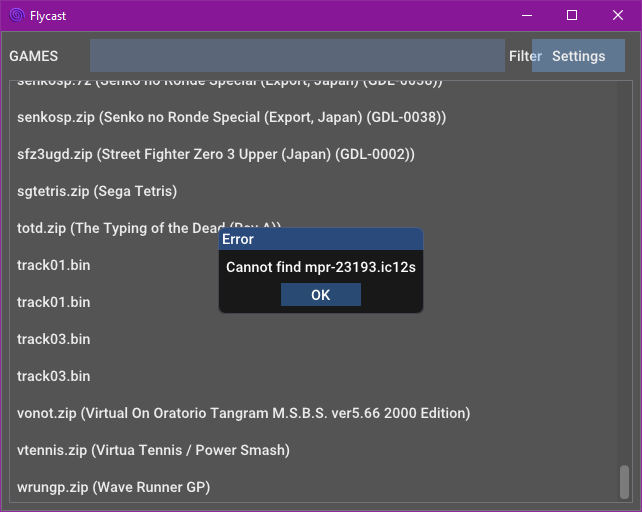 Flycast
GAMES
Filter
Settings
senkosp.7z (Senko no Ronde Special (Export, Japan) (GDL-0038))
senkosp.zip (Senko no Ronde Special (Export, Japan) (GDL-0038))
sfz3ugd.zip (Street Fighter Zero 3 Upper (Japan) (GDL-0002))
sgtetris.zip (Sega Tetris)
totd.zip (The Typing of the Dead (Rev A))
Error
Cannot find mpr-23193.ic12s
OK
track01.bin
track01.bin
track03.bin
track03.bin
vonot.zip (Virtual On Oratorio Tangram M.S.B.S. ver5.66 2000 Edition)
vtennis.zip (Virtua Tennis / Power Smash)
wrungp.zip (Wave Runner GP)